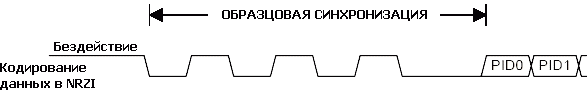 ОБРАЗЦОВАЯ СИНХРОНИЗАЦИЯ
Бездействие
Кодирование
данных в NRZI
PID0 PID1